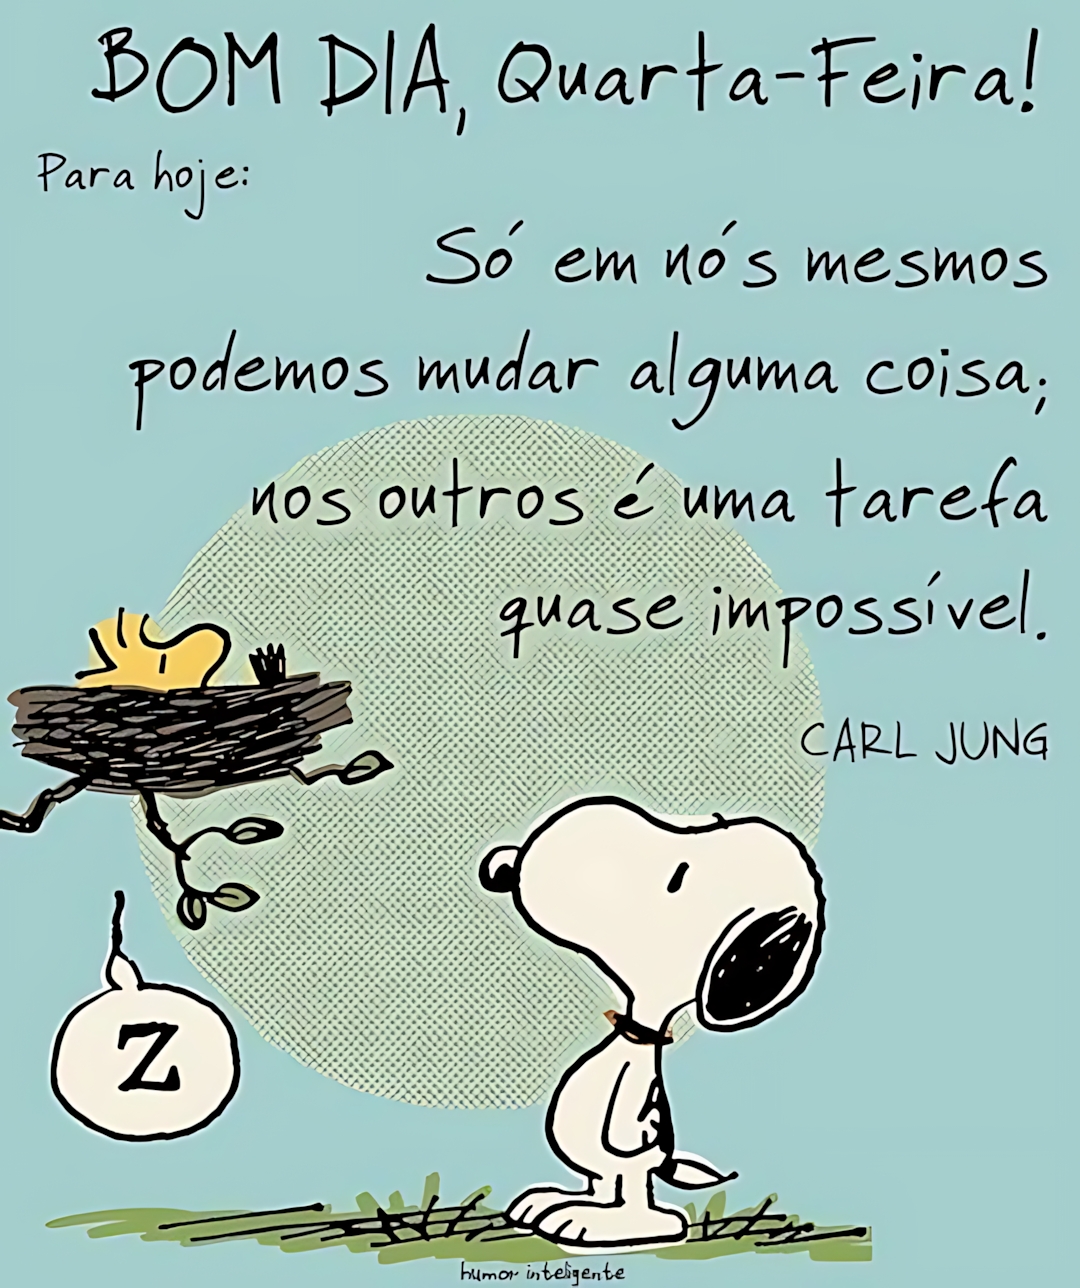 BOM DIA, Quarta-Feira!
Para hoje:
Só em nós mesmos
podemos mudar alguma coisa;
nos outros é uma tarefa
quase impossível.
CARL JUNG
Z
humor inteligente